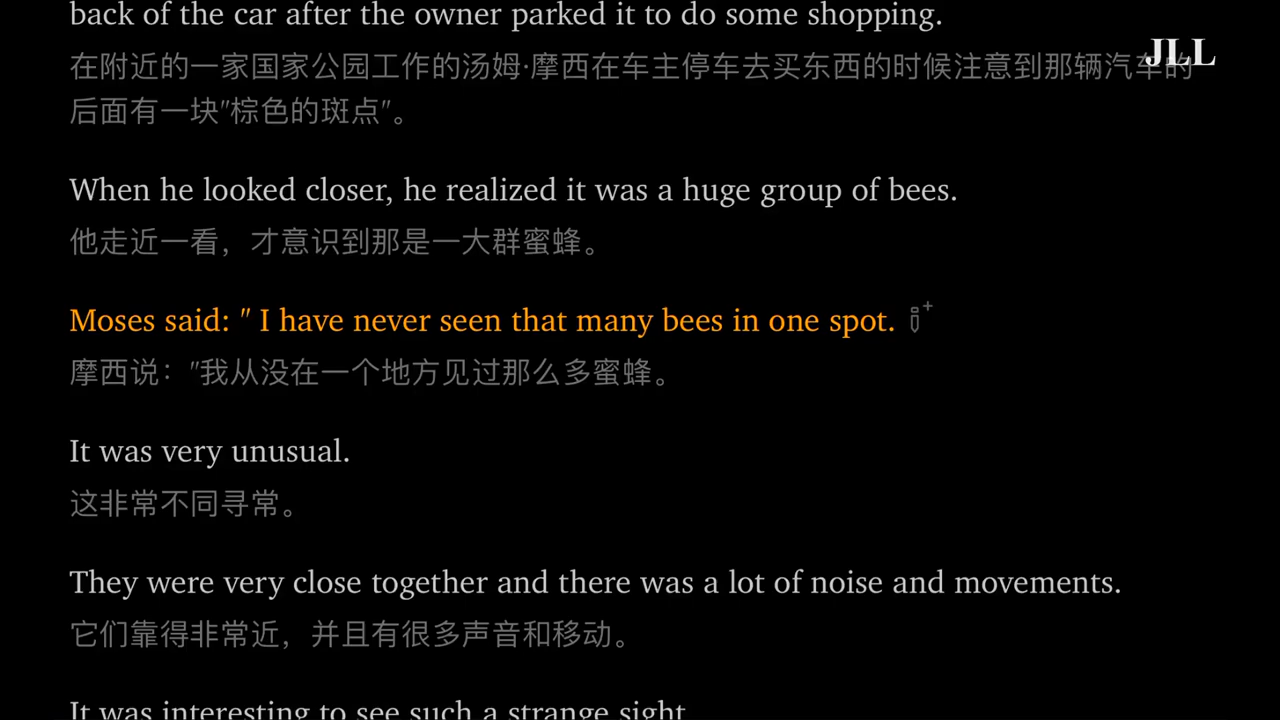 back of the car after the owner parked it to do some shopping.
JLL
在附近的一家国家公园工作的汤姆·摩西在车主停车去买东西的时候注意到那辆汽车的
后面有一块"棕色的斑点"。
When he looked closer, he realized it was a huge group of bees.
他走近一看，才意识到那是一大群蜜蜂。
Moses said: " I have never seen that many bees in one spot.
摩西说："我从没在一个地方见过那么多蜜蜂。
It was very unusual.
这非常不同寻常。
They were very close together and there was a lot of noise and movements.
它们靠得非常近，并且有很多声音和移动。
It was interesting to see such a strange sight